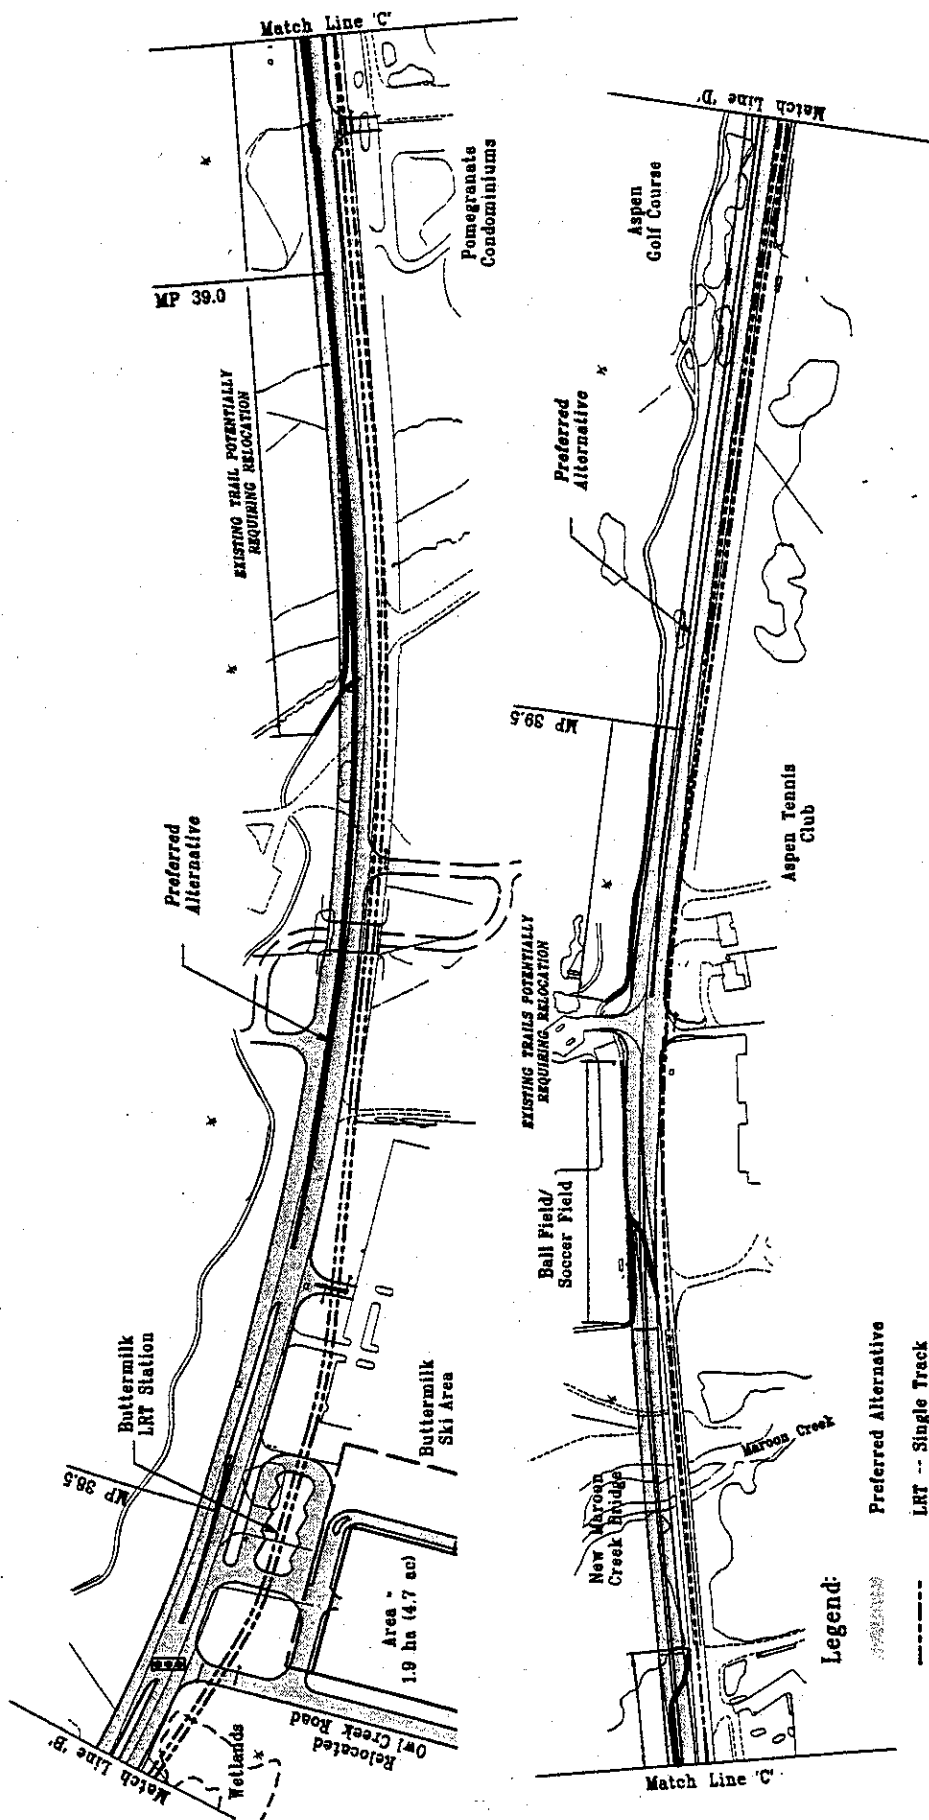 Match Line 'C'
MP 39.0
EXISTING TRAIL POTENTIALLY
REQUIRING RELOCATION
Pomegranate
Condominiums
Preferred
Alternative
Buttermilk
LRT Station
MP 38.5
Buttermilk
Ski Area
Area =
1.9 ha (4.7 ac)
Relocated
Owl Creek Road
Wetlands
Match Line 'B'
Match Line 'D'
Aspen
Golf Course
Preferred
Alternative
MP 39.5
Aspen Tennis
Club
EXISTING TRAILS POTENTIALLY
REQUIRING RELOCATION
Ball Field/
Soccer Field
Maroon Creek
New Maroon
Creek Bridge
Match Line 'C'
Legend:
Preferred Alternative
LRT -- Single Track